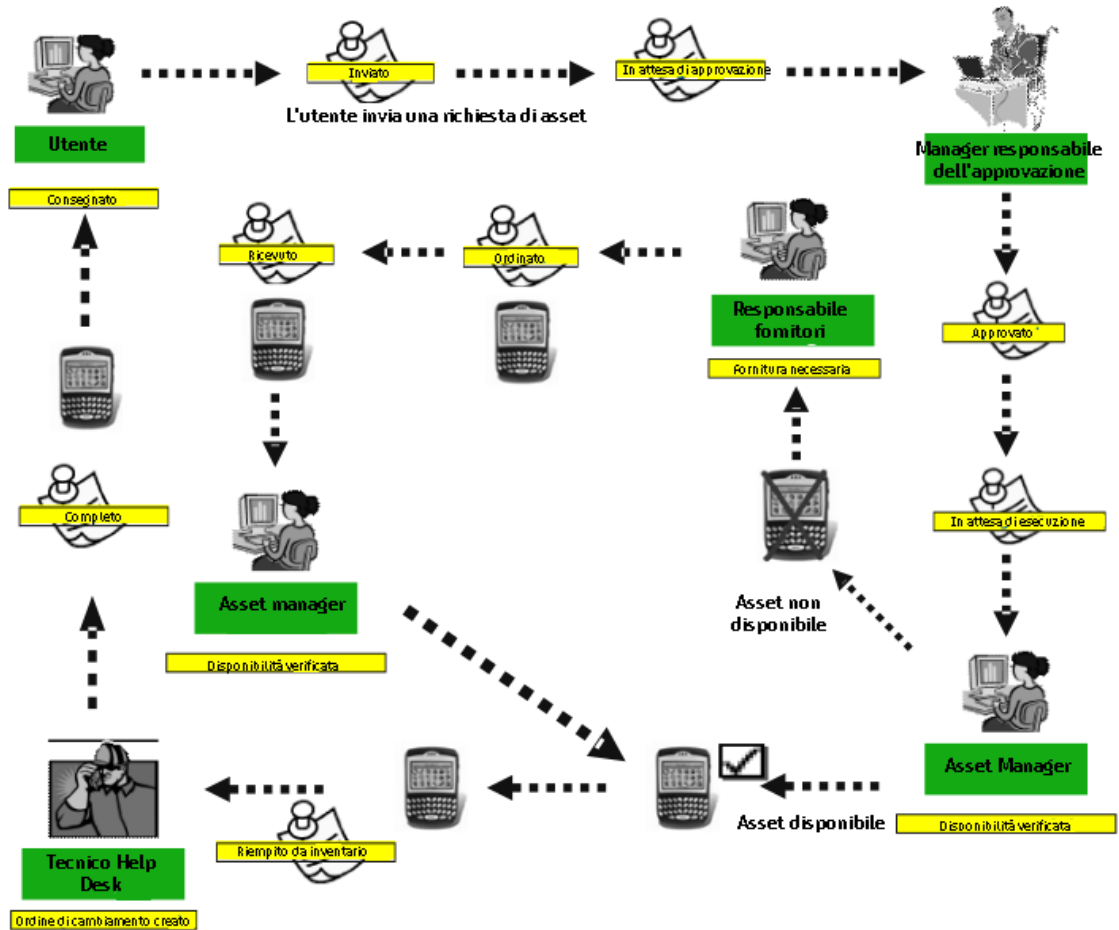 Inviato
In attesa di approvazione
L'utente invia una richiesta di asset
Utente
Manager responsabile
dell'approvazione
Consegnato
Ricevuto
Ordinato
Responsabile
fornitori
Fornitura necessaria
Approvato
Completo
In attesa di esecuzione
Asset manager
Disponibilità verificata
Asset non
disponibile
Asset Manager
Disponibilità verificata
Asset disponibile
Riempito da inventario
Tecnico Help
Desk
Ordine di cambiamento creato